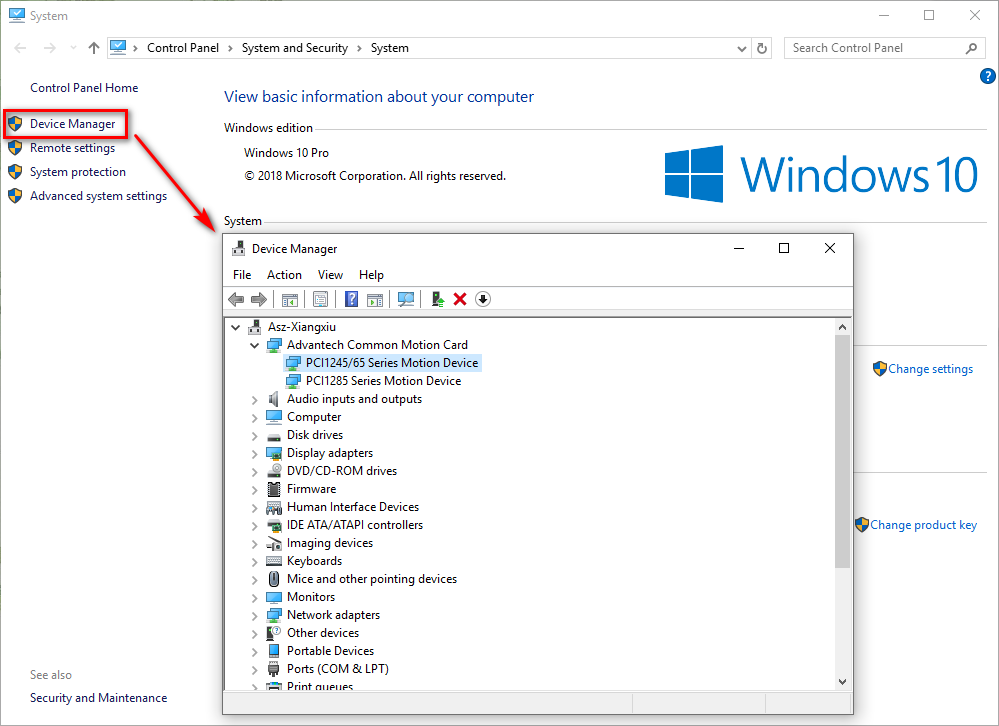 System
Control Panel › System and Security › System
Search Control Panel
?
Control Panel Home
Device Manager
Remote settings
System protection
Advanced system settings
See also
Security and Maintenance
View basic information about your computer
Windows edition
Windows 10 Pro
© 2018 Microsoft Corporation. All rights reserved.
Windows 10
System
Change settings
Change product key
Device Manager
File Action View Help
Asz-Xiangxiu
Advantech Common Motion Card
PCI1245/65 Series Motion Device
PCI1285 Series Motion Device
Audio inputs and outputs
Computer
Disk drives
Display adapters
DVD/CD-ROM drives
Firmware
Human Interface Devices
IDE ATA/ATAPI controllers
Imaging devices
Keyboards
Mice and other pointing devices
Monitors
Network adapters
Other devices
Portable Devices
Ports (COM & LPT)
Print queues